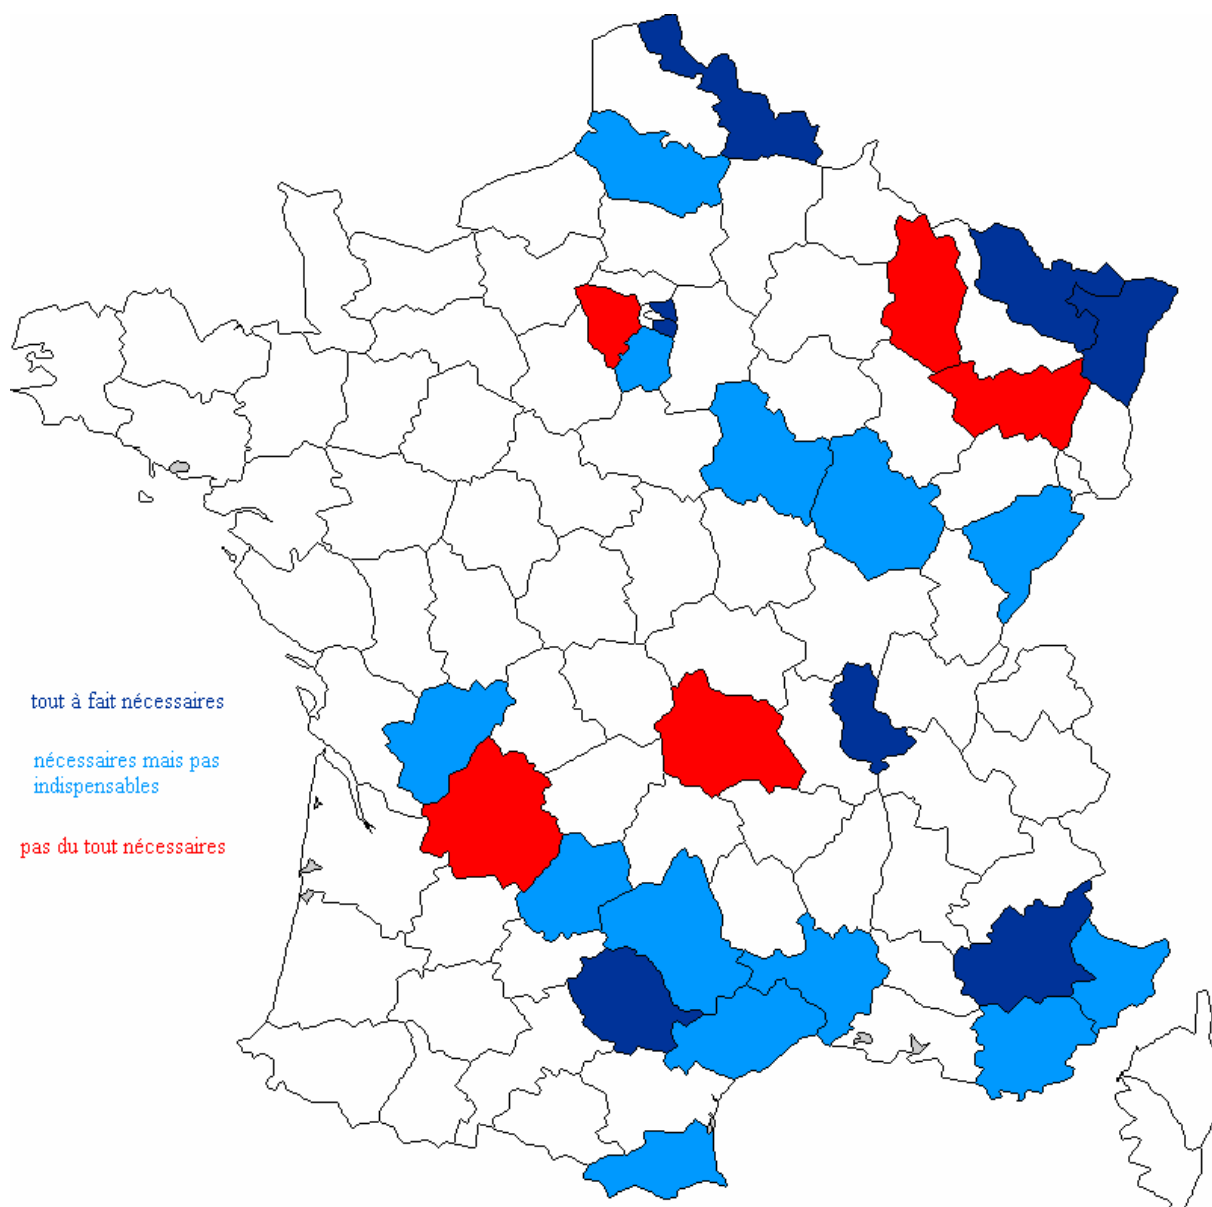 tout à fait nécessaires
nécessaires mais pas
indispensables
pas du tout nécessaires